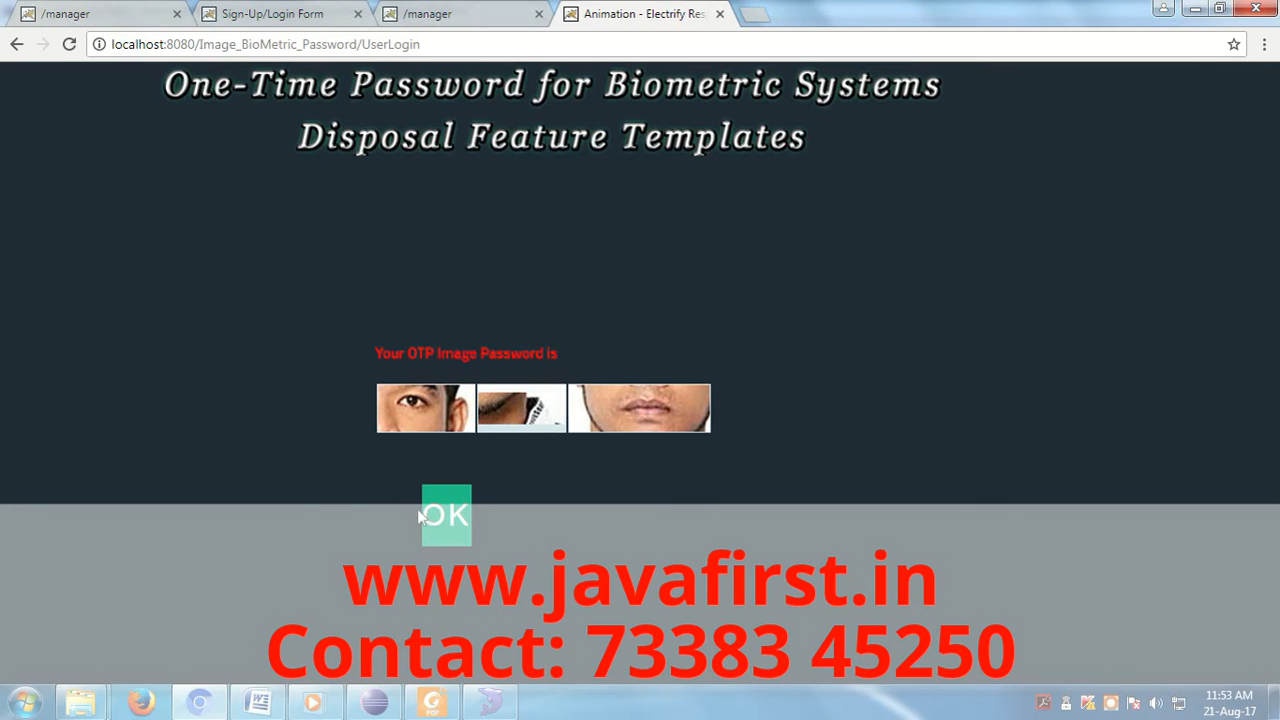 /manager
Sign-Up/Login Form
/manager
Animation - Electrify Res
localhost:8080/Image_BioMetric_Password/UserLogin
One-Time Password for Biometric Systems
Disposal Feature Templates
Your OTP Image Password is
OK
www.javafirst.in
Contact: 73383 45250
PDF
11:53 AM
21-Aug-17